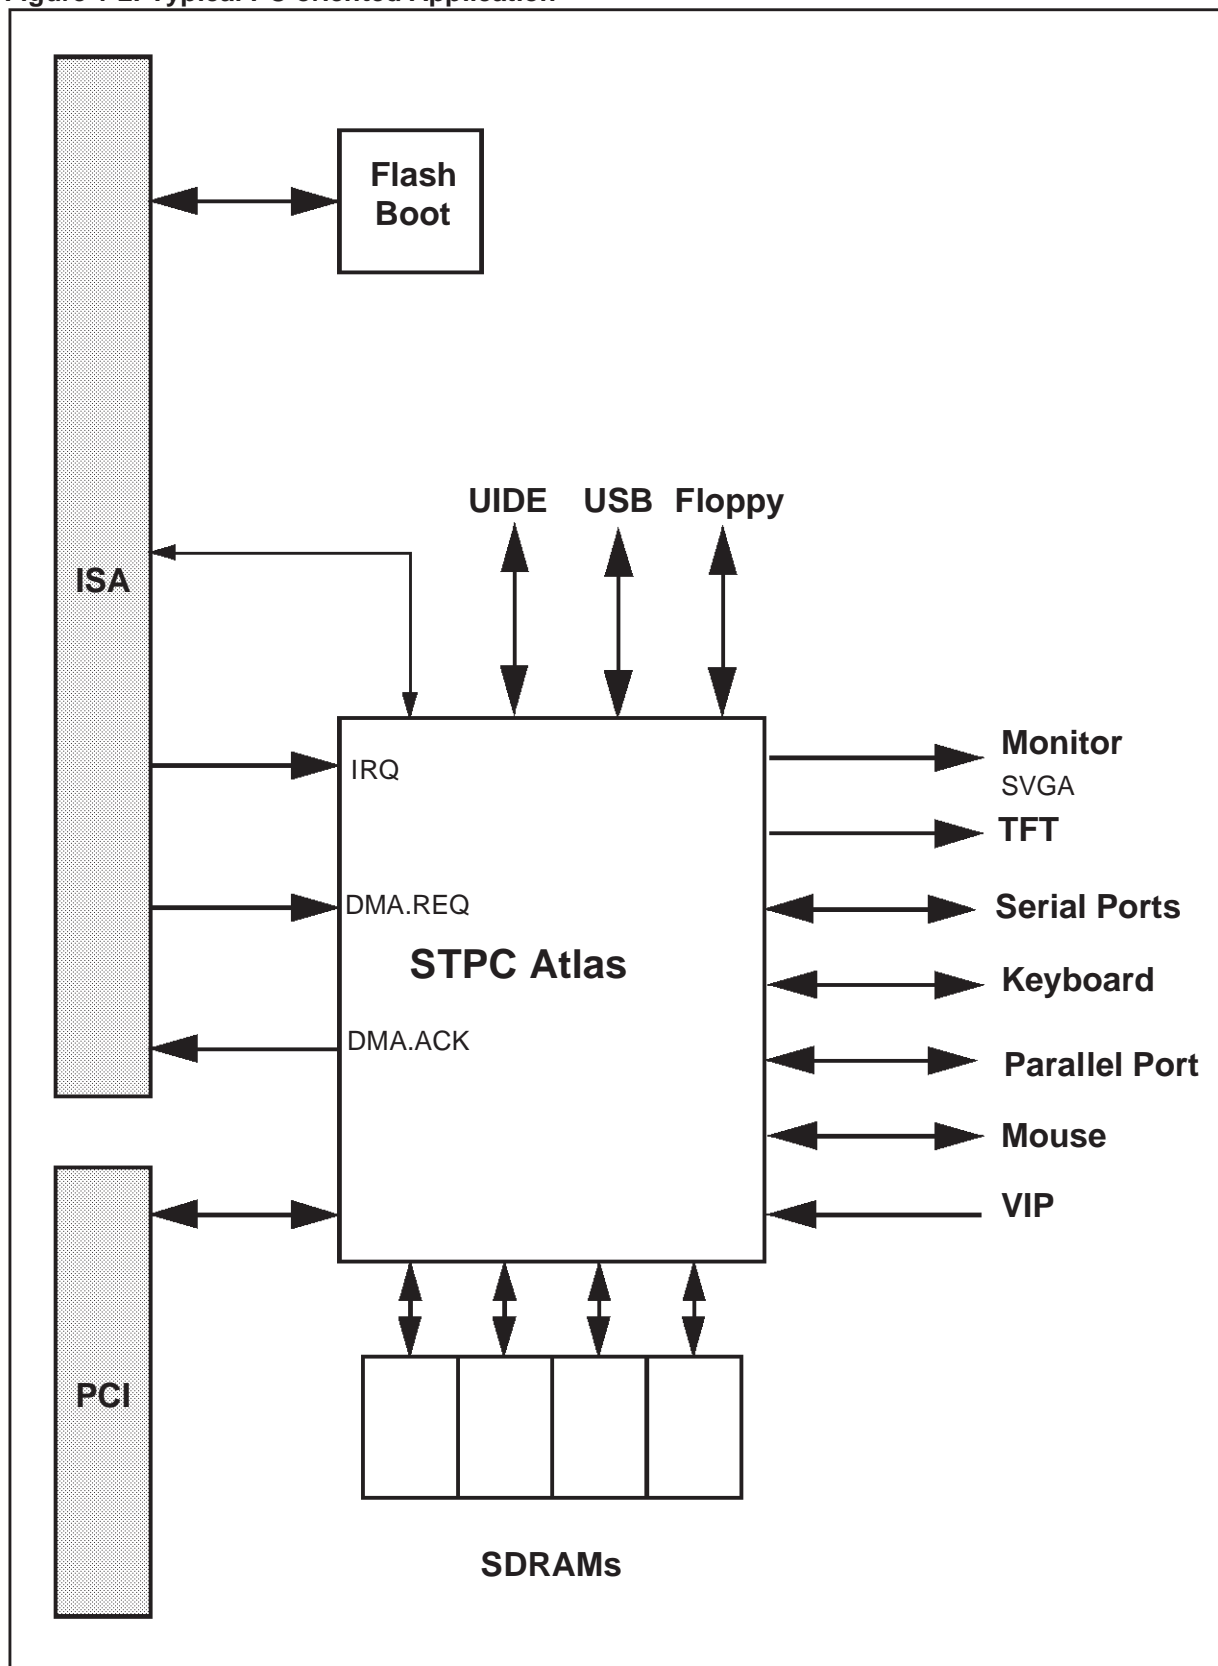 Flash
Boot
UIDE USB Floppy
ISA
Monitor
SVGA
TFT
IRQ
DMA.REQ
STPC Atlas
DMA.ACK
Serial Ports
Keyboard
Parallel Port
Mouse
VIP
PCI
SDRAMs